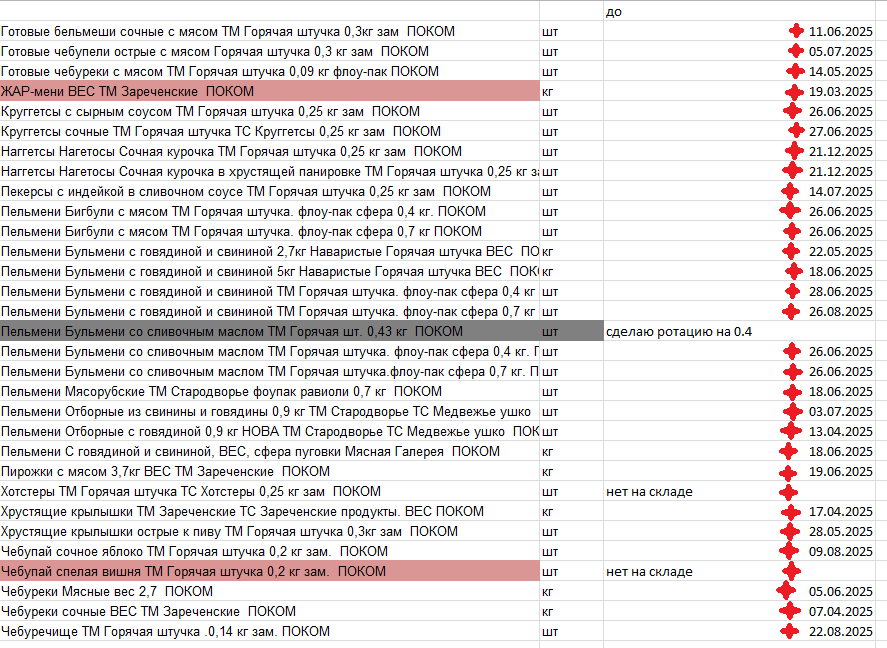 до
Готовые бельмеши сочные с мясом ТМ Горячая штучка 0,3кг зам  ПОКОМ шт 11.06.2025
Готовые чебупели острые с мясом Горячая штучка 0,3 кг зам  ПОКОМ шт 05.07.2025
Готовые чебуреки с мясом ТМ Горячая штучка 0,09 кг флоу-пак ПОКОМ шт 14.05.2025
ЖАР-мени ВЕС ТМ Зареченские  ПОКОМ кг 19.03.2025
Круггетсы с сырным соусом ТМ Горячая штучка 0,25 кг зам  ПОКОМ шт 26.06.2025
Круггетсы сочные ТМ Горячая штучка ТС Круггетсы 0,25 кг зам  ПОКОМ шт 27.06.2025
Наггетсы Нагетосы Сочная курочка ТМ Горячая штучка 0,25 кг зам  ПОКОМ шт 21.12.2025
Наггетсы Нагетосы Сочная курочка в хрустящей панировке ТМ Горячая штучка 0,25 кг з шт 21.12.2025
Пекерсы с индейкой в сливочном соусе ТМ Горячая штучка 0,25 кг зам  ПОКОМ шт 14.07.2025
Пельмени Бигбули с мясом ТМ Горячая штучка. флоу-пак сфера 0,4 кг. ПОКОМ шт 26.06.2025
Пельмени Бигбули с мясом ТМ Горячая штучка. флоу-пак сфера 0,7 кг ПОКОМ шт 26.06.2025
Пельмени Бульмени с говядиной и свининой 2,7кг Наваристые Горячая штучка ВЕС  ПО кг 22.05.2025
Пельмени Бульмени с говядиной и свининой 5кг Наваристые Горячая штучка ВЕС  ПОК кг 18.06.2025
Пельмени Бульмени с говядиной и свининой ТМ Горячая штучка. флоу-пак сфера 0,4 кг шт 28.06.2025
Пельмени Бульмени с говядиной и свининой ТМ Горячая штучка. флоу-пак сфера 0,7 кг шт 26.08.2025
Пельмени Бульмени со сливочным маслом ТМ Горячая шт. 0,43 кг  ПОКОМ шт сделаю ротацию на 0.4
Пельмени Бульмени со сливочным маслом ТМ Горячая штучка. флоу-пак сфера 0,4 кг. П шт 26.06.2025
Пельмени Бульмени со сливочным маслом ТМ Горячая штучка.флоу-пак сфера 0,7 кг. П шт 26.06.2025
Пельмени Мясорубские ТМ Стародворье фоупак равиоли 0,7 кг  ПОКОМ шт 18.06.2025
Пельмени Отборные из свинины и говядины 0,9 кг ТМ Стародворье ТС Медвежье ушко шт 03.07.2025
Пельмени Отборные с говядиной 0,9 кг НОВА ТМ Стародворье ТС Медвежье ушко  ПОК шт 13.04.2025
Пельмени С говядиной и свининой, ВЕС, сфера пуговки Мясная Галерея  ПОКОМ кг 18.06.2025
Пирожки с мясом 3,7кг ВЕС ТМ Зареченские  ПОКОМ кг 19.06.2025
Хотстеры ТМ Горячая штучка ТС Хотстеры 0,25 кг зам  ПОКОМ шт нет на складе
Хрустящие крылышки ТМ Зареченские ТС Зареченские продукты. ВЕС ПОКОМ кг 17.04.2025
Хрустящие крылышки острые к пиву ТМ Горячая штучка 0,3кг зам  ПОКОМ шт 28.05.2025
Чебупай сочное яблоко ТМ Горячая штучка 0,2 кг зам.  ПОКОМ шт 09.08.2025
Чебупай спелая вишня ТМ Горячая штучка 0,2 кг зам.  ПОКОМ шт нет на складе
Чебуреки Мясные вес 2,7  ПОКОМ кг 05.06.2025
Чебуреки сочные ВЕС ТМ Зареченские  ПОКОМ кг 07.04.2025
Чебуречище ТМ Горячая штучка .0,14 кг зам. ПОКОМ шт 22.08.2025